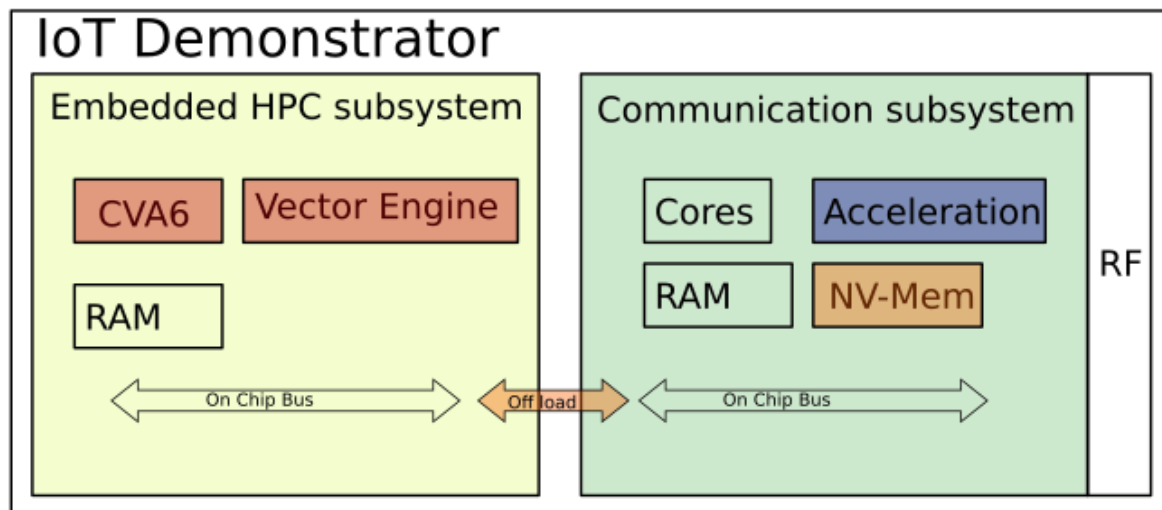 IoT Demonstrator
Embedded HPC subsystem
CVA6
Vector Engine
RAM
On Chip Bus
Off load
Communication subsystem
Cores
Acceleration
RAM
NV-Mem
On Chip Bus
RF